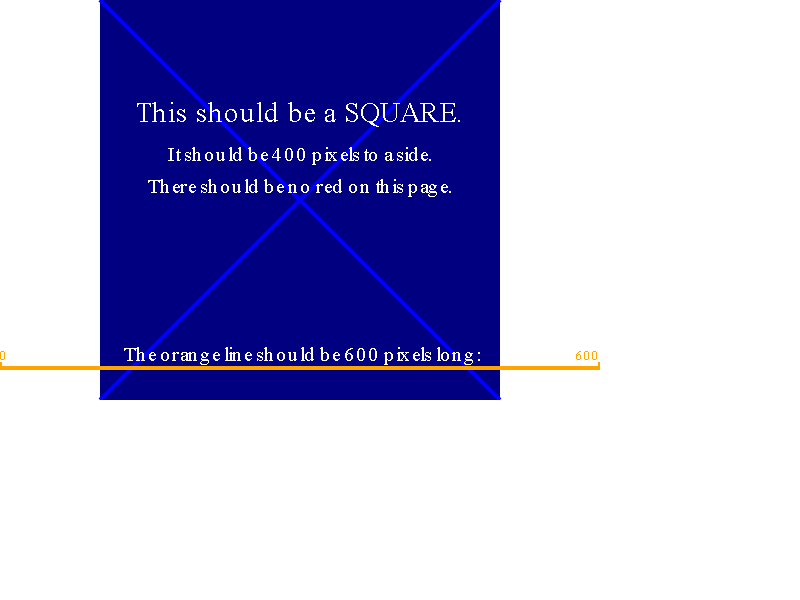 This should be a SQUARE.
It should be 400 pixels to a side.
There should be no red on this page.
The orange line should be 600 pixels long:
0
600